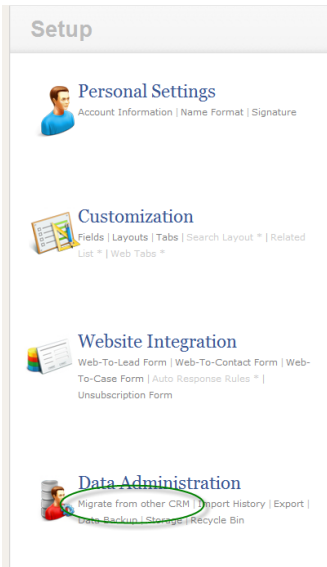 Setup
Personal Settings
Account Information | Name Format | Signature
Customization
Fields | Layouts | Tabs | Search Layout * | Related
List * | Web Tabs *
Website Integration
Web-To-Lead Form | Web-To-Contact Form | Web-
To-Case Form | Auto Response Rules * |
Unsubscription Form
Data Administration
Migrate from other CRM | Import History | Export |
Data Backup | Storage | Recycle Bin